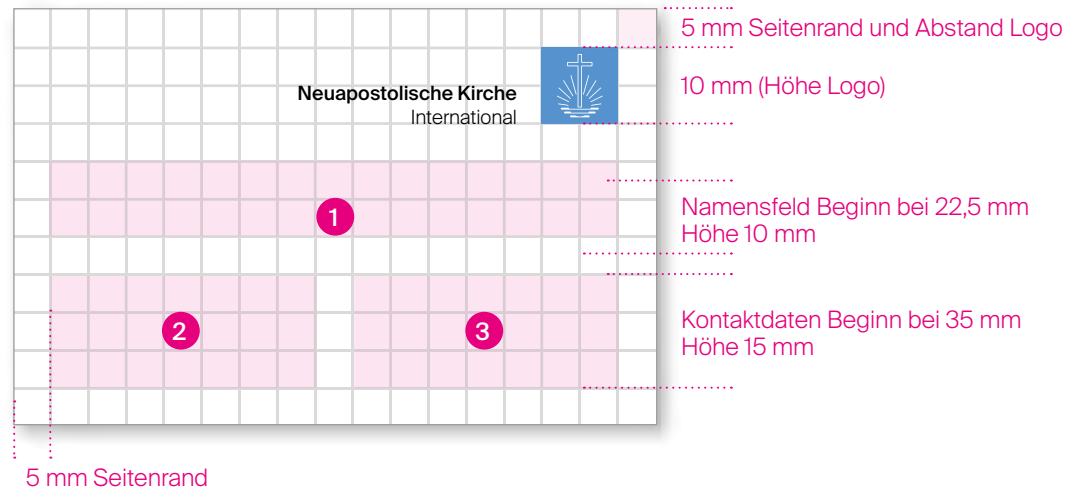 5 mm Seitenrand und Abstand Logo
10 mm (Höhe Logo)
Neuapostolische Kirche
International
1
Namensfeld Beginn bei 22,5 mm
Höhe 10 mm
2
3
Kontaktdaten Beginn bei 35 mm
Höhe 15 mm
5 mm Seitenrand